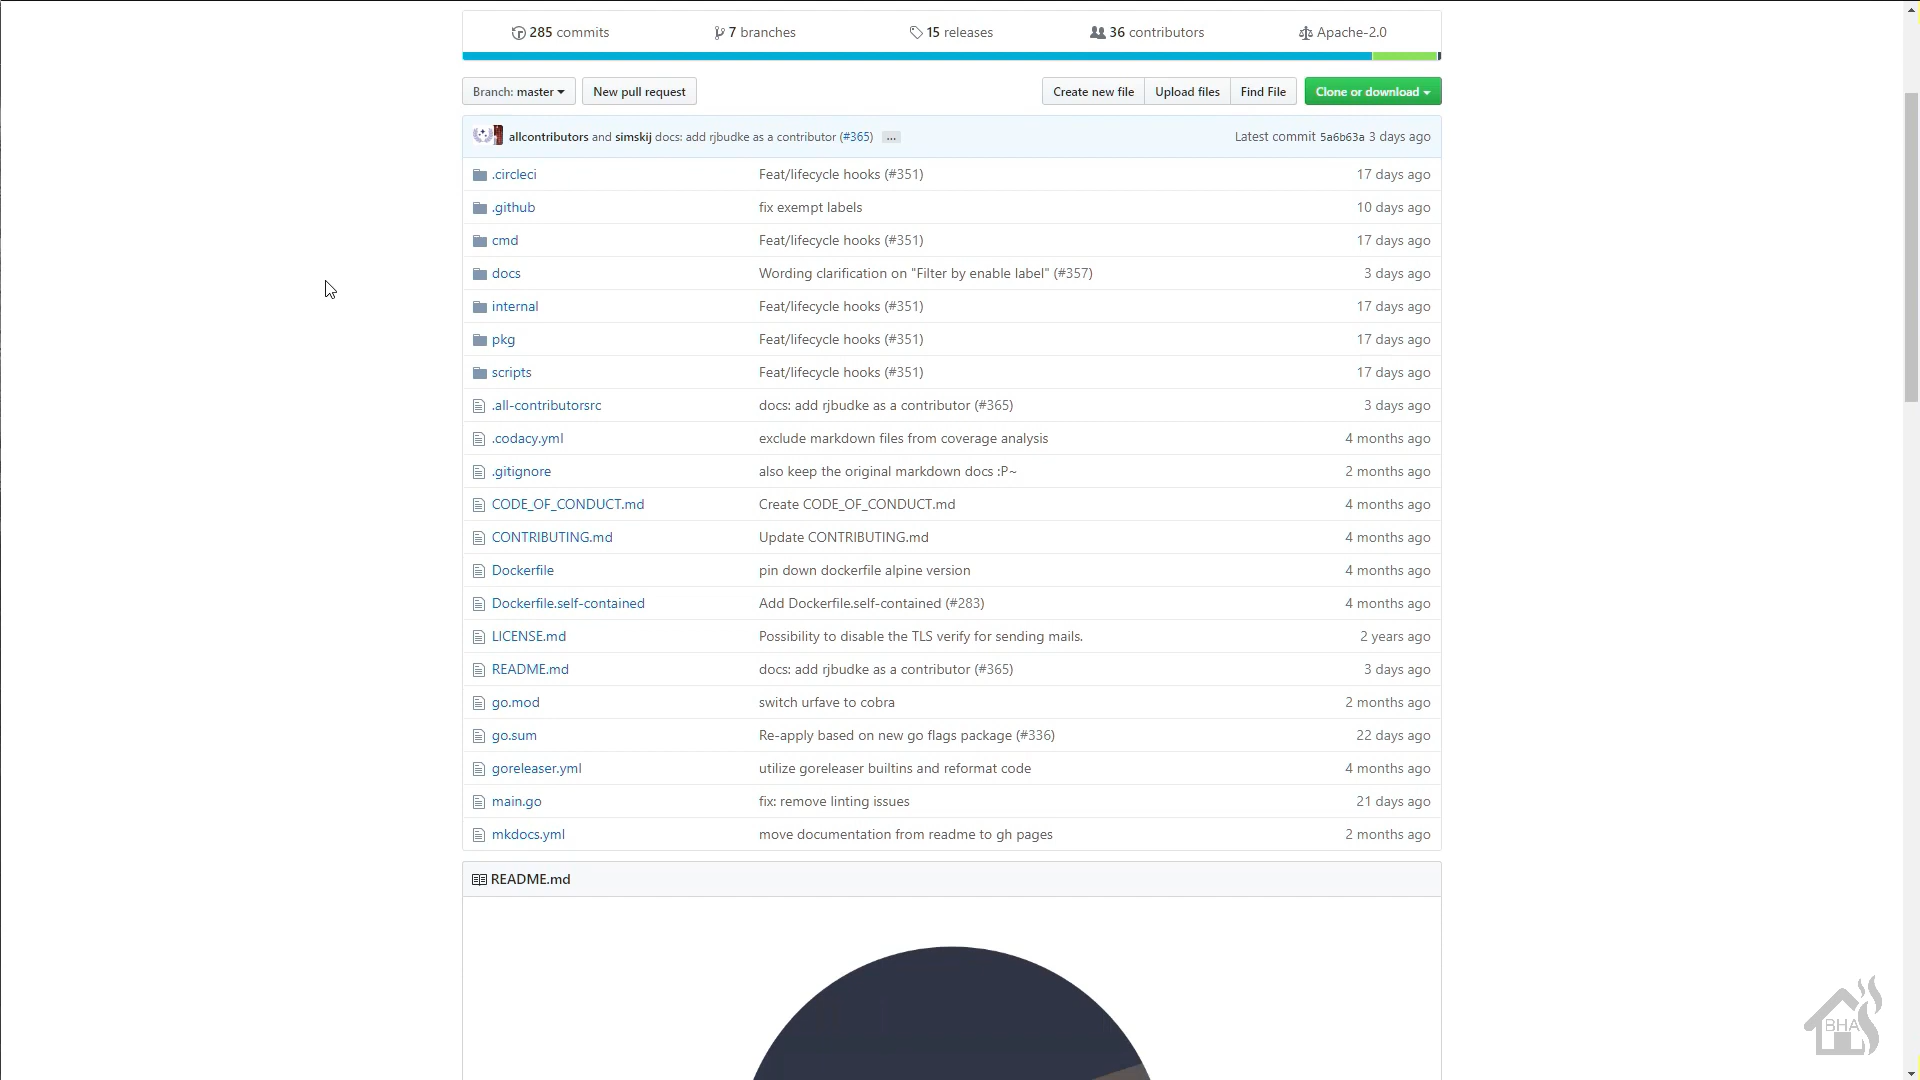 285 commits 7 branches 15 releases 36 contributors Apache-2.0
Branch: master New pull request Create new file Upload files Find File Clone or download
allcontributors and simskij docs: add rjbudke as a contributor (#365) ... Latest commit 5a6b63a 3 days ago
.circleci Feat/lifecycle hooks (#351) 17 days ago
.github fix exempt labels 10 days ago
cmd Feat/lifecycle hooks (#351) 17 days ago
docs Wording clarification on "Filter by enable label" (#357) 3 days ago
internal Feat/lifecycle hooks (#351) 17 days ago
pkg Feat/lifecycle hooks (#351) 17 days ago
scripts Feat/lifecycle hooks (#351) 17 days ago
.all-contributorsrc docs: add rjbudke as a contributor (#365) 3 days ago
.codacy.yml exclude markdown files from coverage analysis 4 months ago
.gitignore also keep the original markdown docs :P~ 2 months ago
CODE_OF_CONDUCT.md Create CODE_OF_CONDUCT.md 4 months ago
CONTRIBUTING.md Update CONTRIBUTING.md 4 months ago
Dockerfile pin down dockerfile alpine version 4 months ago
Dockerfile.self-contained Add Dockerfile.self-contained (#283) 4 months ago
LICENSE.md Possibility to disable the TLS verify for sending mails. 2 years ago
README.md docs: add rjbudke as a contributor (#365) 3 days ago
go.mod switch urfave to cobra 2 months ago
go.sum Re-apply based on new go flags package (#336) 22 days ago
goreleaser.yml utilize goreleaser builtins and reformat code 4 months ago
main.go fix: remove linting issues 21 days ago
mkdocs.yml move documentation from readme to gh pages 2 months ago
README.md
BHA